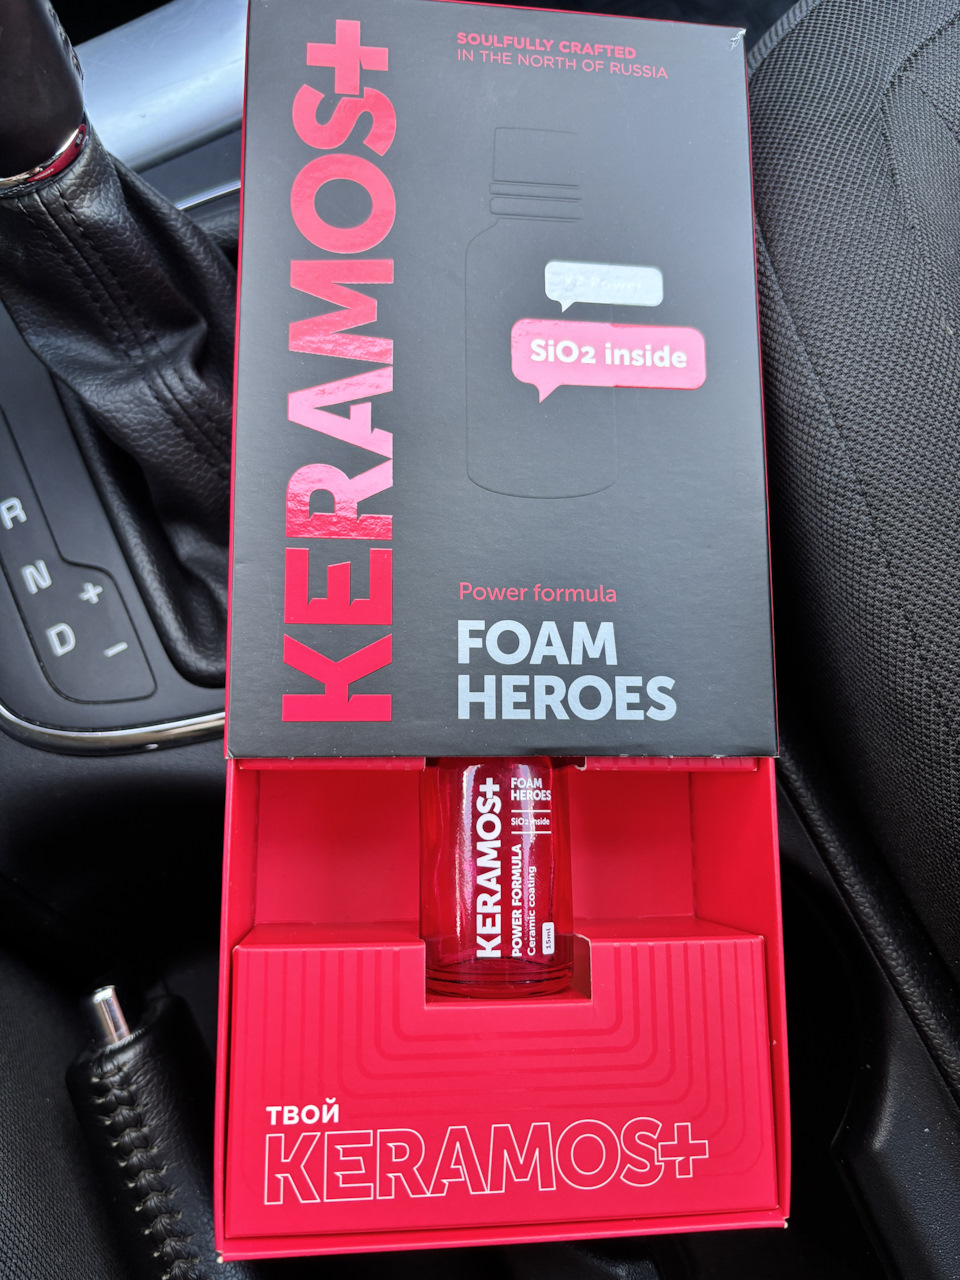 KERAMOS+
SOULFULLY CRAFTED
IN THE NORTH OF RUSSIA
SiO2 inside
Power formula
FOAM
HEROES
KERAMOS+
POWER FORMULA
Ceramic coating
15ml
FOAM
HEROES
SiO2 inside
ТВОЙ
KERAMOS+
R
N
D
+
–